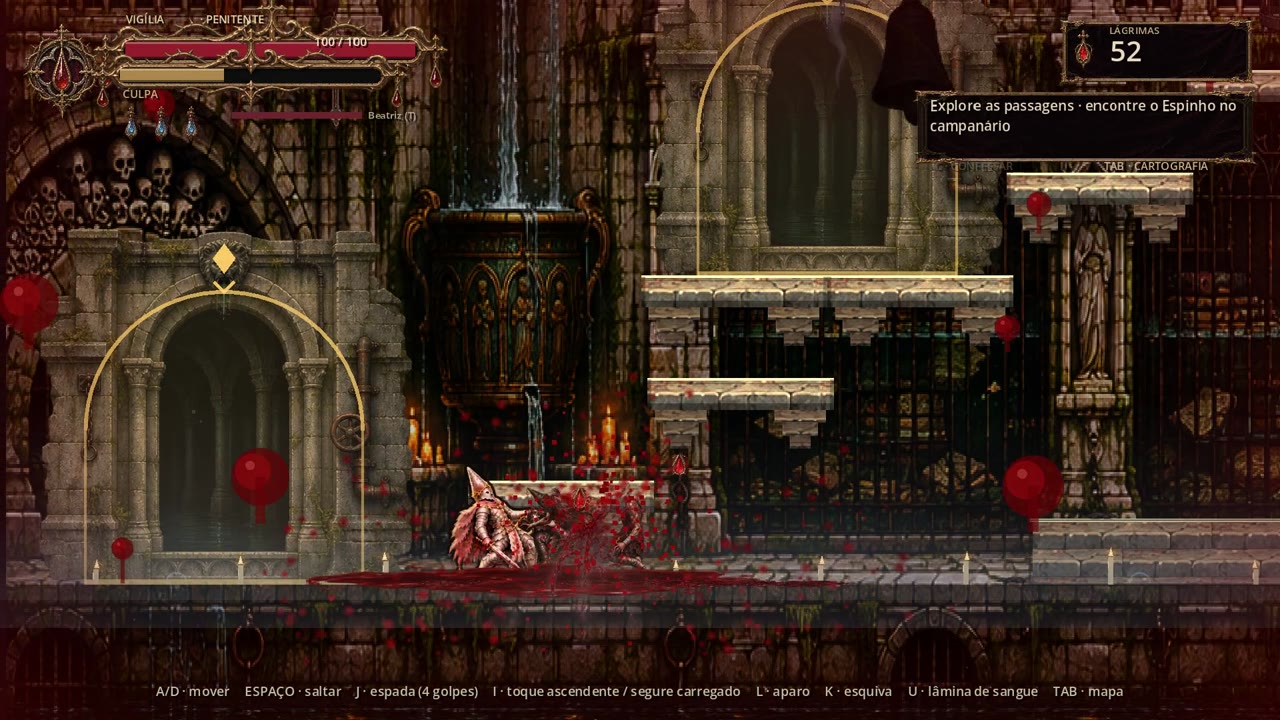 VIGÍLIA PENITENTE
100 / 100
CULPA
Beatriz (T)
LÁGRIMAS
52
Explore as passagens · encontre o Espinho no
campanário
TAB · CARTOGRAFIA
A/D · mover ESPAÇO · saltar J · espada (4 golpes) I · toque ascendente / segure carregado L · aparo K · esquiva U · lâmina de sangue TAB · mapa